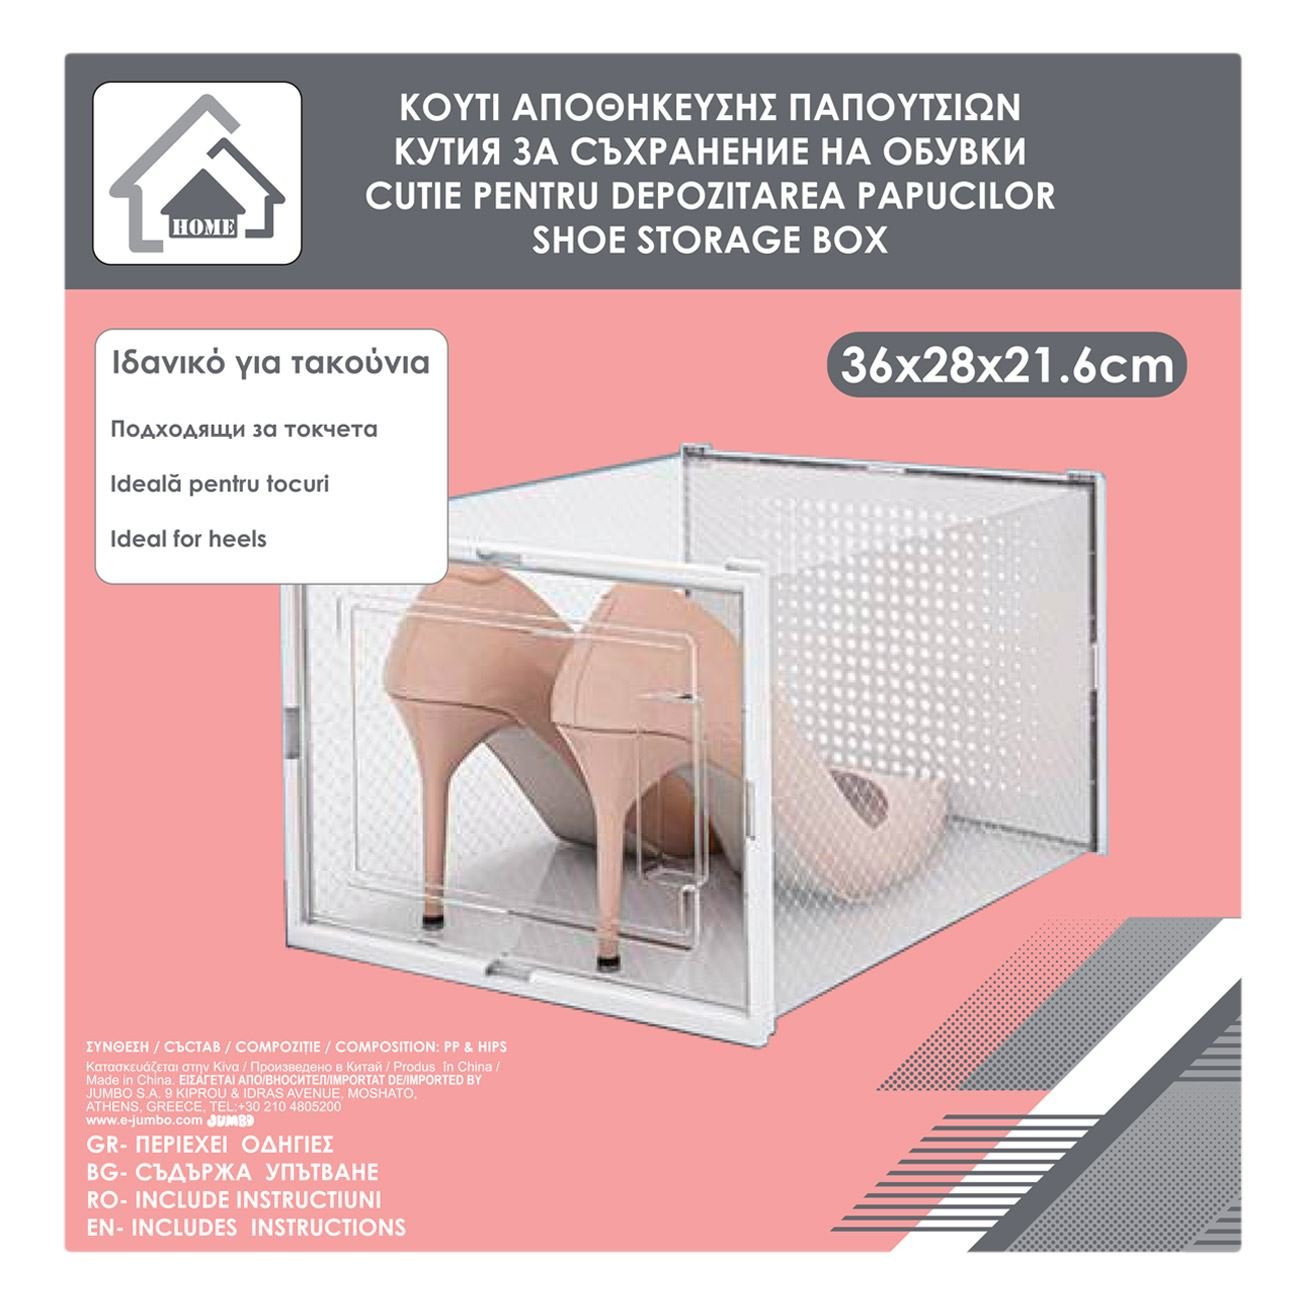 HOME
ΚΟΥΤΙ ΑΠΟΘΗΚΕΥΣΗΣ ΠΑΠΟΥΤΣΙΩΝ
КУТИЯ ЗА СЪХРАНЕНИЕ НА ОБУВКИ
CUTIE PENTRU DEPOZITAREA PAPUCILOR
SHOE STORAGE BOX
Ιδανικό για τακούνια
Подходящи за токчета
Ideală pentru tocuri
Ideal for heels
36x28x21.6cm
ΣΥΝΘΕΣΗ / СЪСТАВ / COMPOZIȚIE / COMPOSITION: PP & HIPS
Κατασκευάζεται στην Κίνα / Произведено в Китай / Produs în China /
Made in China. ΕΙΣΑΓΕΤΑΙ ΑΠΟ/ВНОСИТЕЛ/IMPORTAT DE/IMPORTED BY
JUMBO S.A. 9 KIPROU & IDRAS AVENUE, MOSHATO,
ATHENS, GREECE, TEL:+30 210 4805200
www.e-jumbo.com JUMBO
GR- ΠΕΡΙΕΧΕΙ ΟΔΗΓΙΕΣ
BG- СЪДЪРЖА УПЪТВАНЕ
RO- INCLUDE INSTRUCTIUNI
EN- INCLUDES INSTRUCTIONS